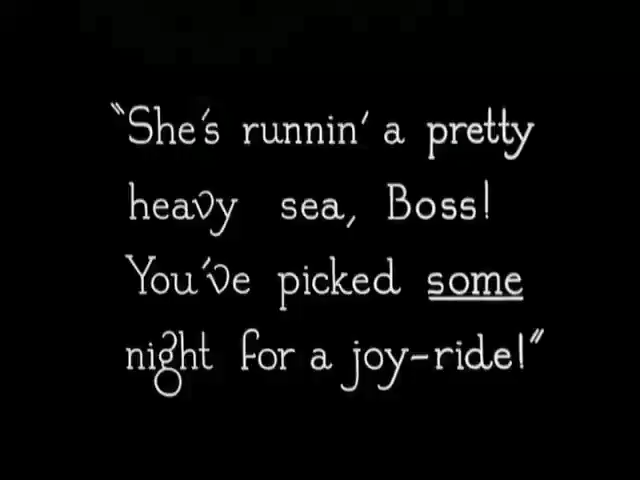 "She's runnin' a pretty
heavy sea, Boss!
You've picked some
night for a joy-ride!"